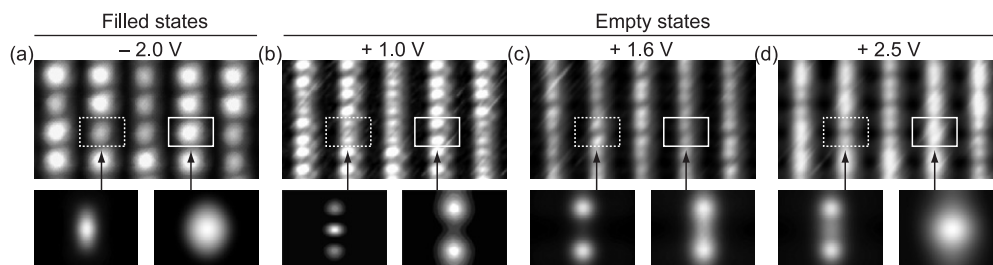 Filled states
Empty states
(a)
– 2.0 V
(b)
+ 1.0 V
(c)
+ 1.6 V
(d)
+ 2.5 V